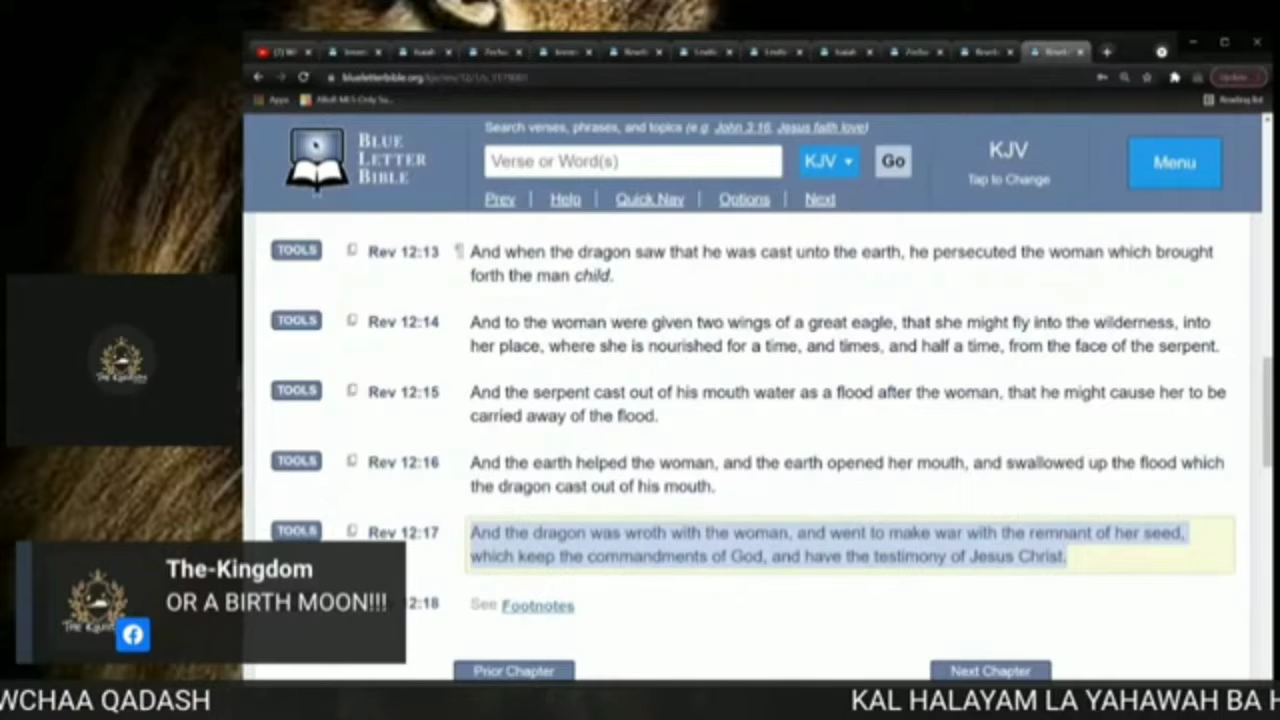 BLUE
LETTER
BIBLE
Search verses, phrases, and topics (e.g. John 3:16, Jesus faith love)
Verse or Word(s)
KJV
Go
KJV
Tap to Change
Menu
Prev | Help | Quick Nav | Options | Next
TOOLS Rev 12:13 ¶ And when the dragon saw that he was cast unto the earth, he persecuted the woman which brought
forth the man child.
TOOLS Rev 12:14 And to the woman were given two wings of a great eagle, that she might fly into the wilderness, into
her place, where she is nourished for a time, and times, and half a time, from the face of the serpent.
TOOLS Rev 12:15 And the serpent cast out of his mouth water as a flood after the woman, that he might cause her to be
carried away of the flood.
TOOLS Rev 12:16 And the earth helped the woman, and the earth opened her mouth, and swallowed up the flood which
the dragon cast out of his mouth.
TOOLS Rev 12:17 And the dragon was wroth with the woman, and went to make war with the remnant of her seed,
which keep the commandments of God, and have the testimony of Jesus Christ.
12:18 See Footnotes
Prior Chapter
Next Chapter
The Kingdom
The-Kingdom
OR A BIRTH MOON!!!
WCHAA QADASH
KAL HALAYAM LA YAHAWAH BA
Apps
Reading list
Update